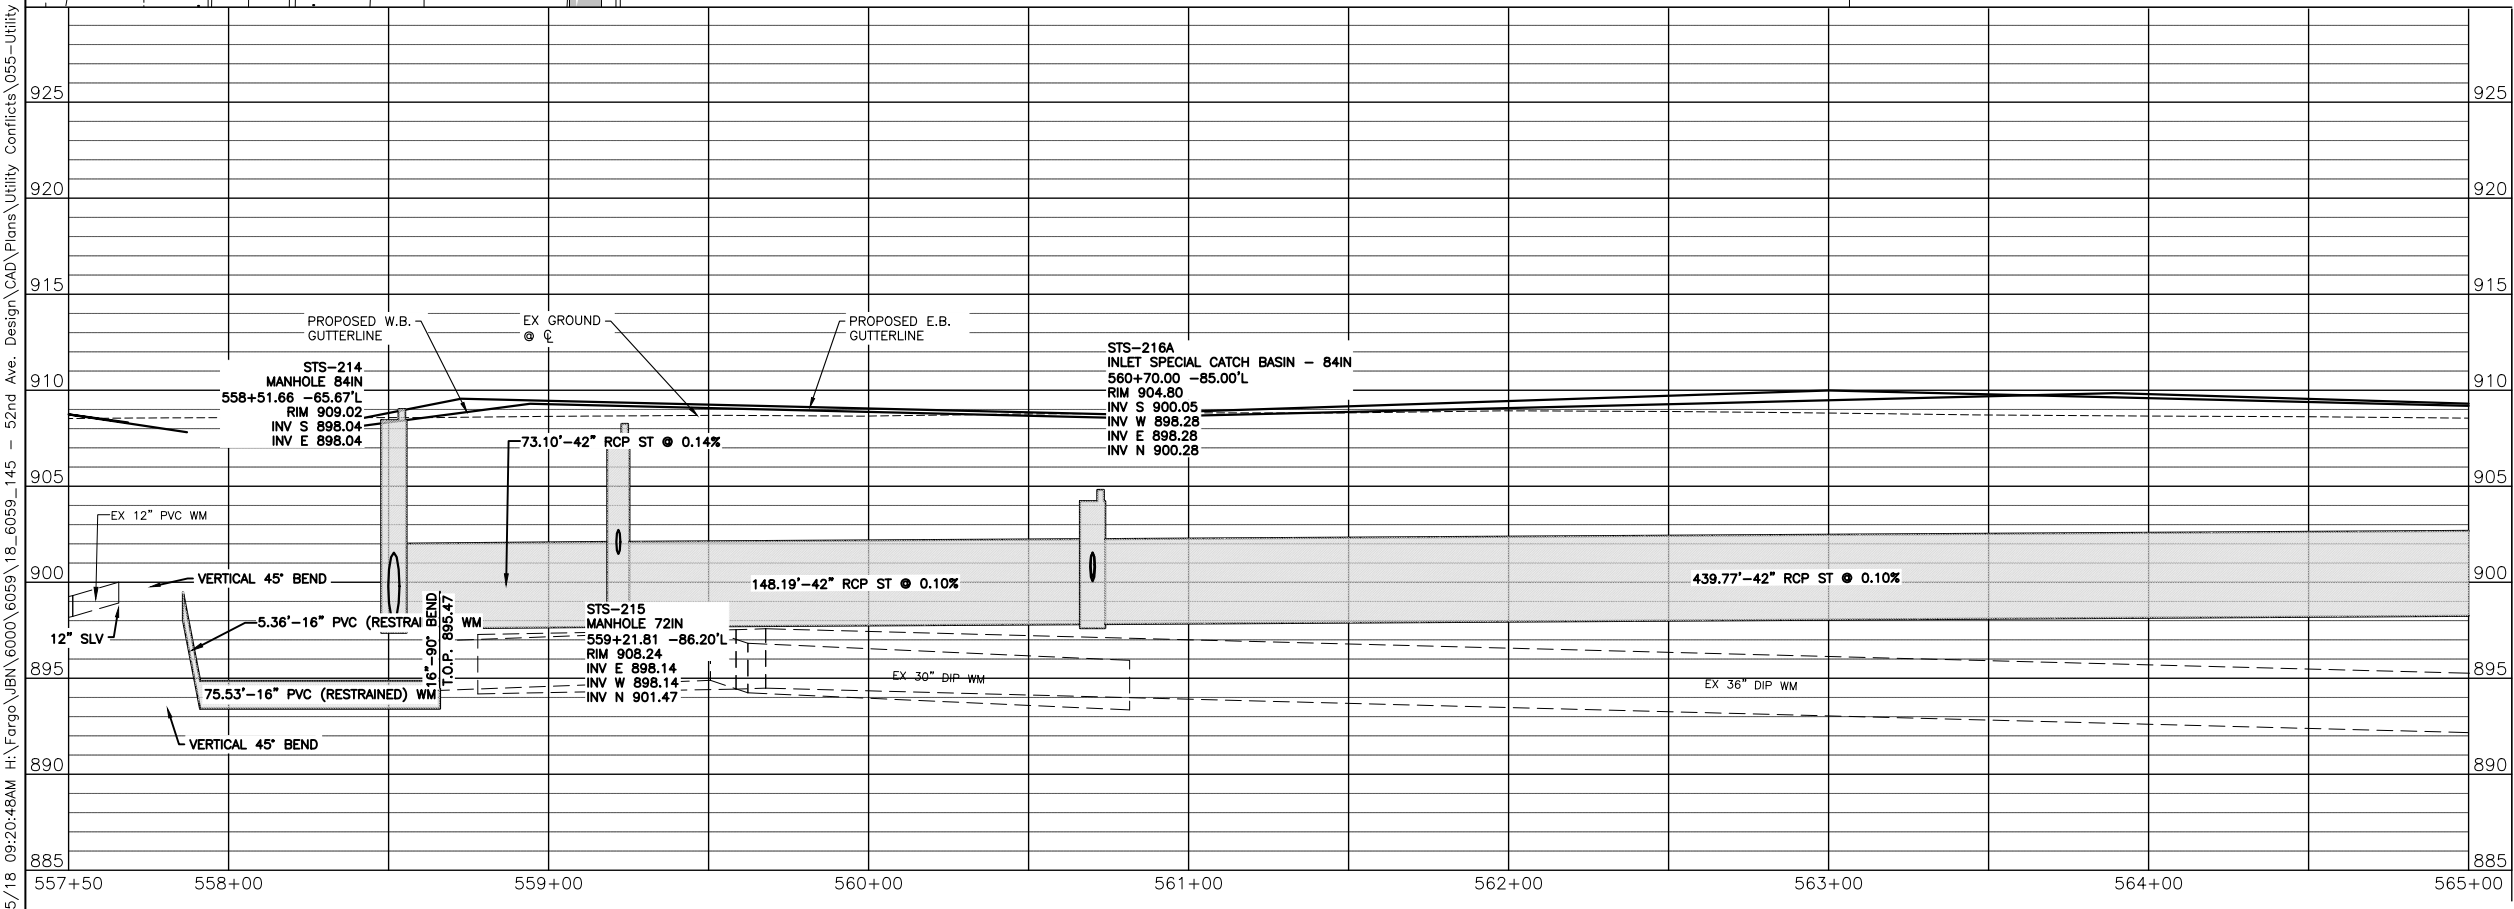 5/18 09:20:48AM H:\Fargo\JBN\6000\6059\18_6059_145 - 52nd Ave. Design\CAD\Plans\Utility Conflicts\055-Utility
925
925
920
920
915
915
PROPOSED W.B.
GUTTERLINE
EX GROUND
@ ℄
PROPOSED E.B.
GUTTERLINE
STS-214
MANHOLE 84IN
558+51.66 -65.67'L
RIM 909.02
INV S 898.04
INV E 898.04
STS-216A
INLET SPECIAL CATCH BASIN - 84IN
560+70.00 -85.00'L
RIM 904.80
INV S 900.05
INV W 898.28
INV E 898.28
INV N 900.28
910
910
73.10'-42" RCP ST @ 0.14%
905
905
EX 12" PVC WM
900
900
VERTICAL 45° BEND
148.19'-42" RCP ST @ 0.10%
439.77'-42" RCP ST @ 0.10%
12" SLV
5.36'-16" PVC (RESTRAI WM
16"-90° BEND
T.O.P. 895.47
STS-215
MANHOLE 72IN
559+21.81 -86.20'L
RIM 908.24
INV E 898.14
INV W 898.14
INV N 901.47
895
895
75.53'-16" PVC (RESTRAINED) WM
EX 30" DIP WM
EX 36" DIP WM
VERTICAL 45° BEND
890
890
885
885
557+50
558+00
559+00
560+00
561+00
562+00
563+00
564+00
565+00